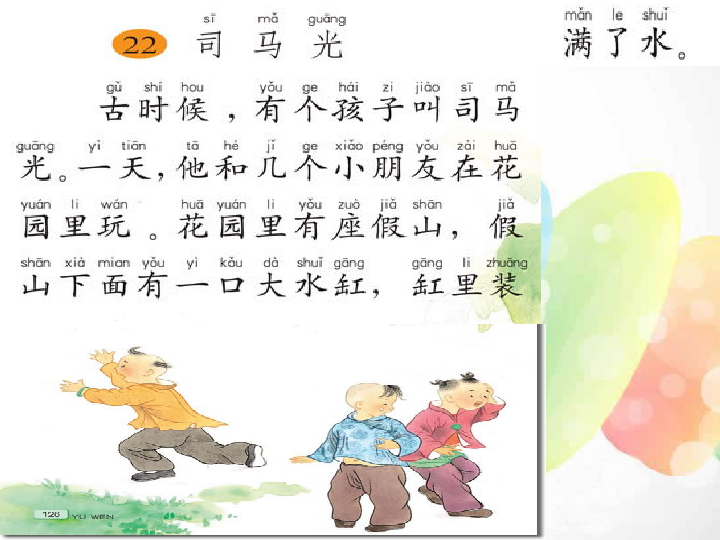 sī mǎ guāng
22 司马光
gǔ shí hou yǒu ge hái zi jiào sī mǎ
古时候，有个孩子叫司马
guāng yì tiān tā hé jǐ ge xiǎo péng yǒu zài huā
光。一天，他和几个小朋友在花
yuán li wán huā yuán li yǒu zuò jiǎ shān jiǎ
园里玩。花园里有座假山，假
shān xià mian yǒu yì kǒu dà shuǐ gāng gāng li zhuāng
山下面有一口大水缸，缸里装
mǎn le shuǐ
满了水。
126 YU WEN